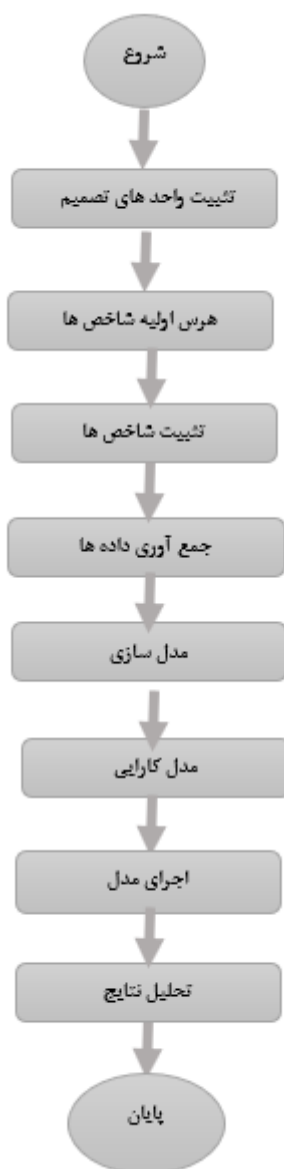 شروع
تثبیت واحد های تصمیم
هرس اولیه شاخص ها
تثبیت شاخص ها
جمع آوری داده ها
مدل سازی
مدل کارایی
اجرای مدل
تحلیل نتایج
پایان